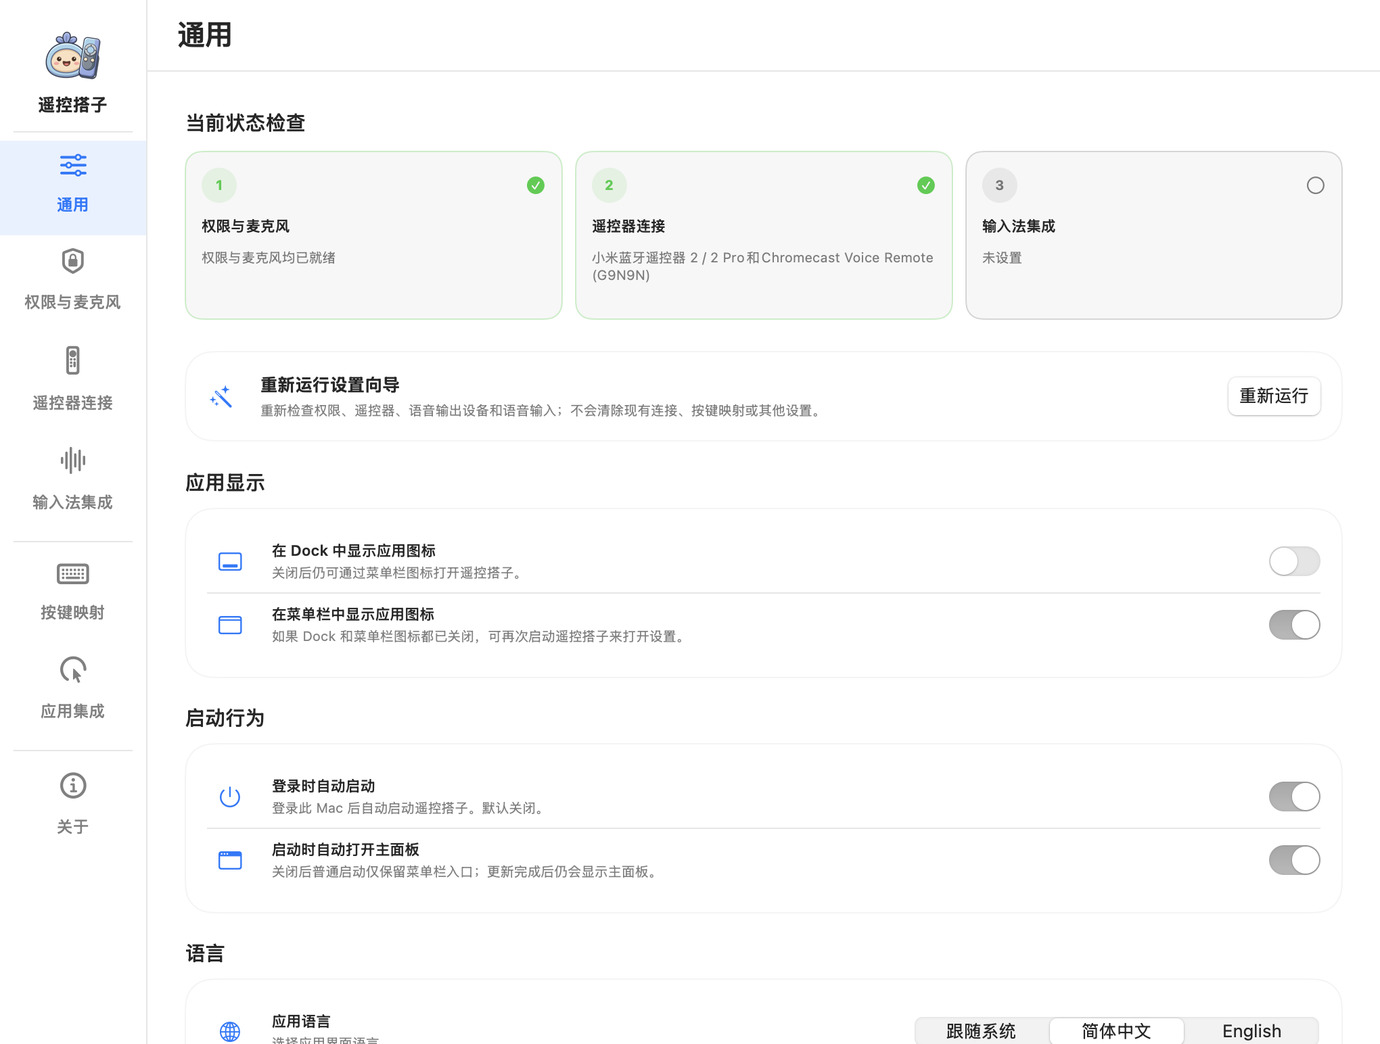 遥控搭子
通用
权限与麦克风
遥控器连接
输入法集成
按键映射
应用集成
关于
通用
当前状态检查
1
权限与麦克风
权限与麦克风均已就绪
2
遥控器连接
小米蓝牙遥控器 2 / 2 Pro和Chromecast Voice Remote
(G9N9N)
3
输入法集成
未设置
重新运行设置向导
重新检查权限、遥控器、语音输出设备和语音输入；不会清除现有连接、按键映射或其他设置。
重新运行
应用显示
在 Dock 中显示应用图标
关闭后仍可通过菜单栏图标打开遥控搭子。
在菜单栏中显示应用图标
如果 Dock 和菜单栏图标都已关闭，可再次启动遥控搭子来打开设置。
启动行为
登录时自动启动
登录此 Mac 后自动启动遥控搭子。默认关闭。
启动时自动打开主面板
关闭后普通启动仅保留菜单栏入口；更新完成后仍会显示主面板。
语言
应用语言
选择应用界面语言
跟随系统
简体中文
English